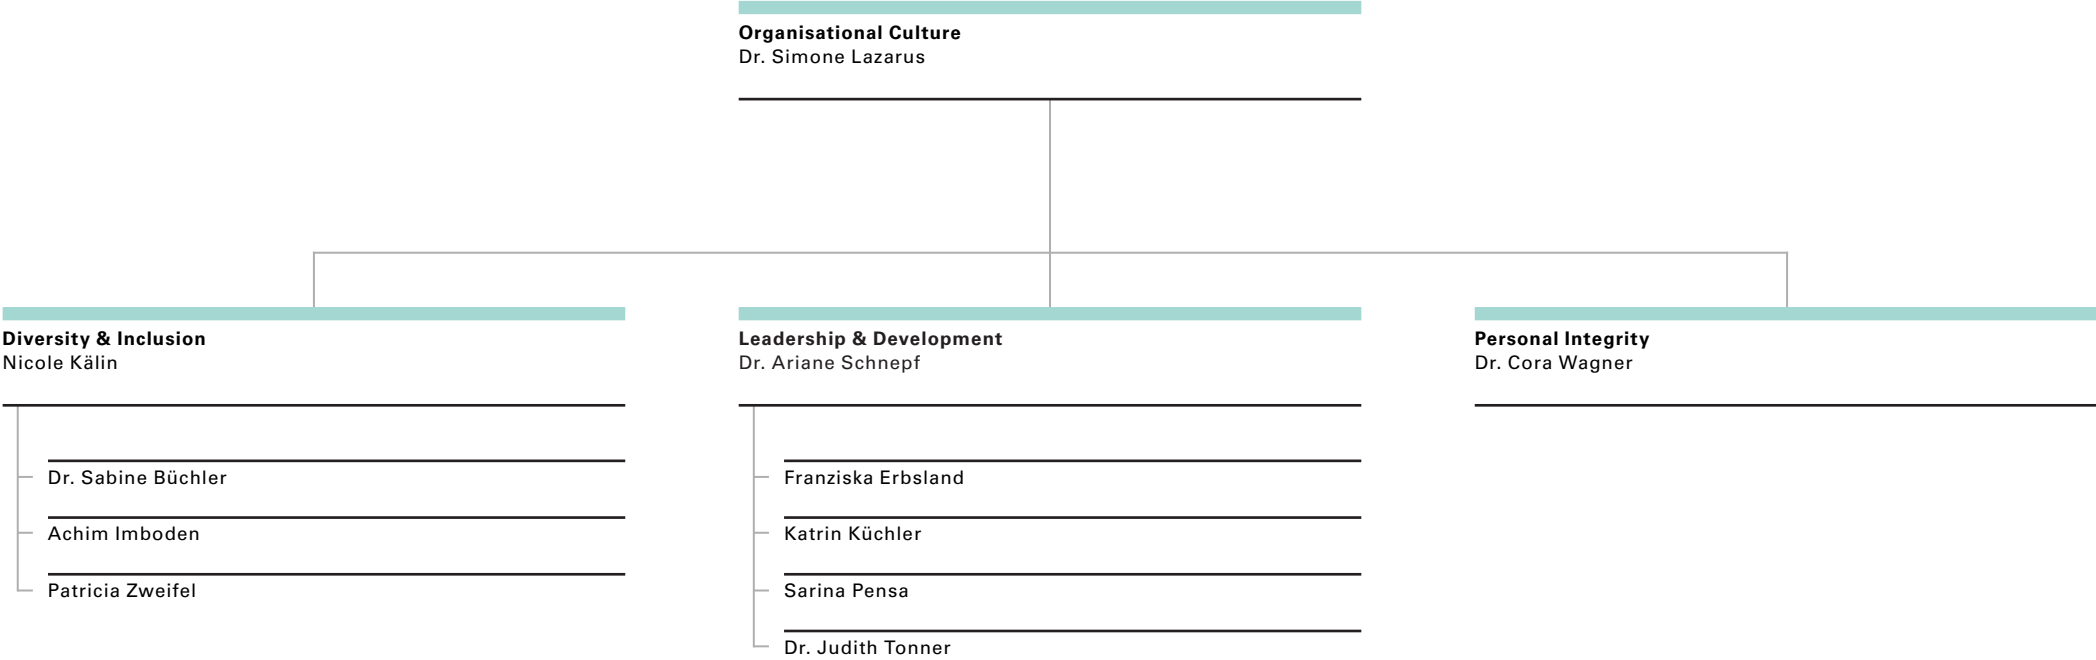 Organisational Culture
Dr. Simone Lazarus
Diversity & Inclusion
Nicole Kälin
Dr. Sabine Büchler
Achim Imboden
Patricia Zweifel
Leadership & Development
Dr. Ariane Schnepf
Franziska Erbsland
Katrin Küchler
Sarina Pensa
Dr. Judith Tonner
Personal Integrity
Dr. Cora Wagner